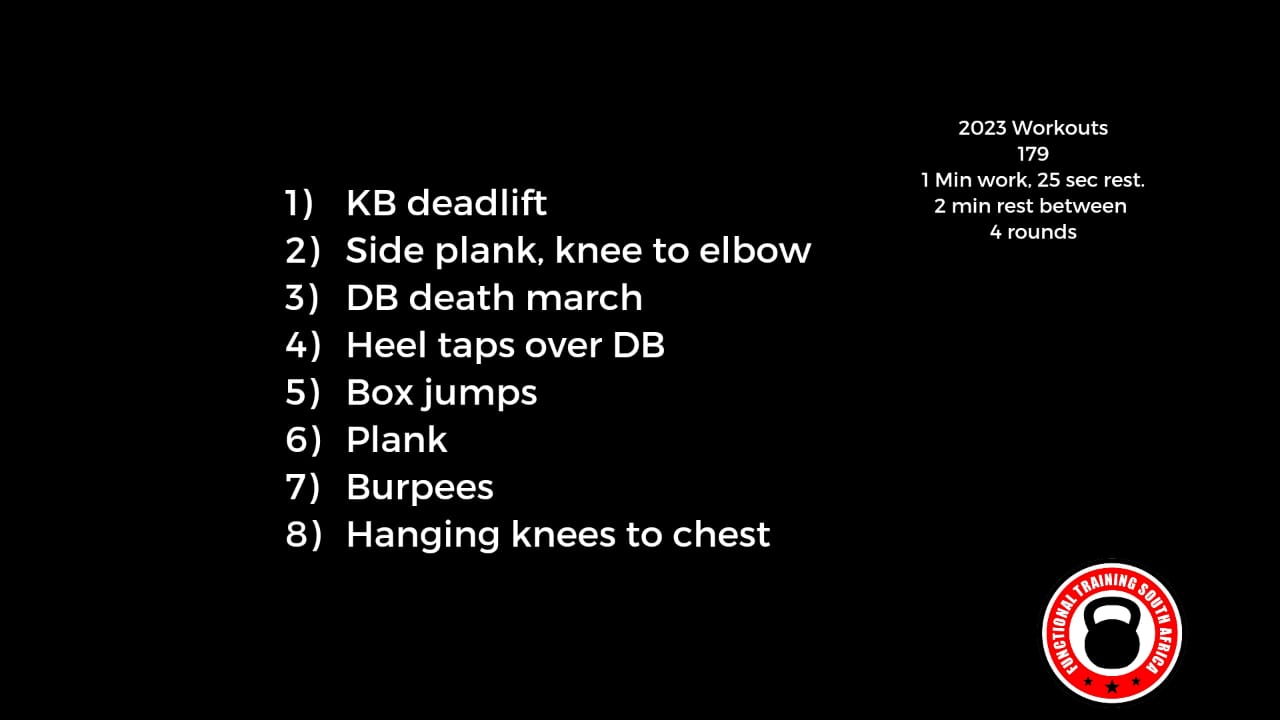 2023 Workouts
179
1 Min work, 25 sec rest.
2 min rest between
4 rounds
1) KB deadlift
2) Side plank, knee to elbow
3) DB death march
4) Heel taps over DB
5) Box jumps
6) Plank
7) Burpees
8) Hanging knees to chest
FUNCTIONAL TRAINING SOUTH AFRICA